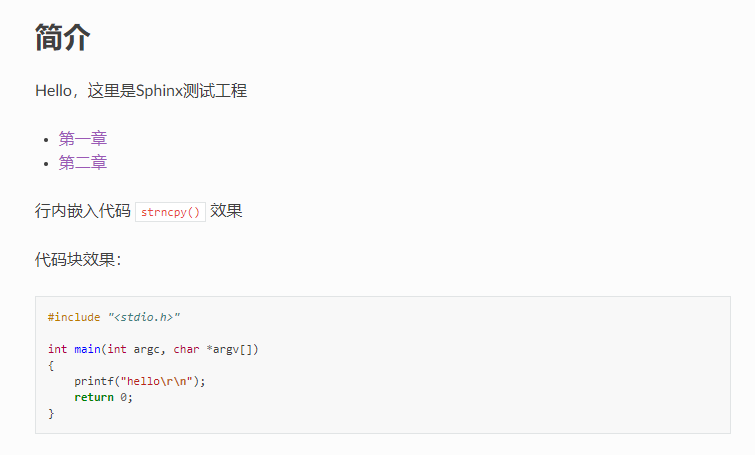 简介
Hello，这里是Sphinx测试工程
第一章
第二章
行内嵌入代码 strncpy() 效果
代码块效果：
#include "<stdio.h>"
int main(int argc, char *argv[])
{
    printf("hello\r\n");
    return 0;
}